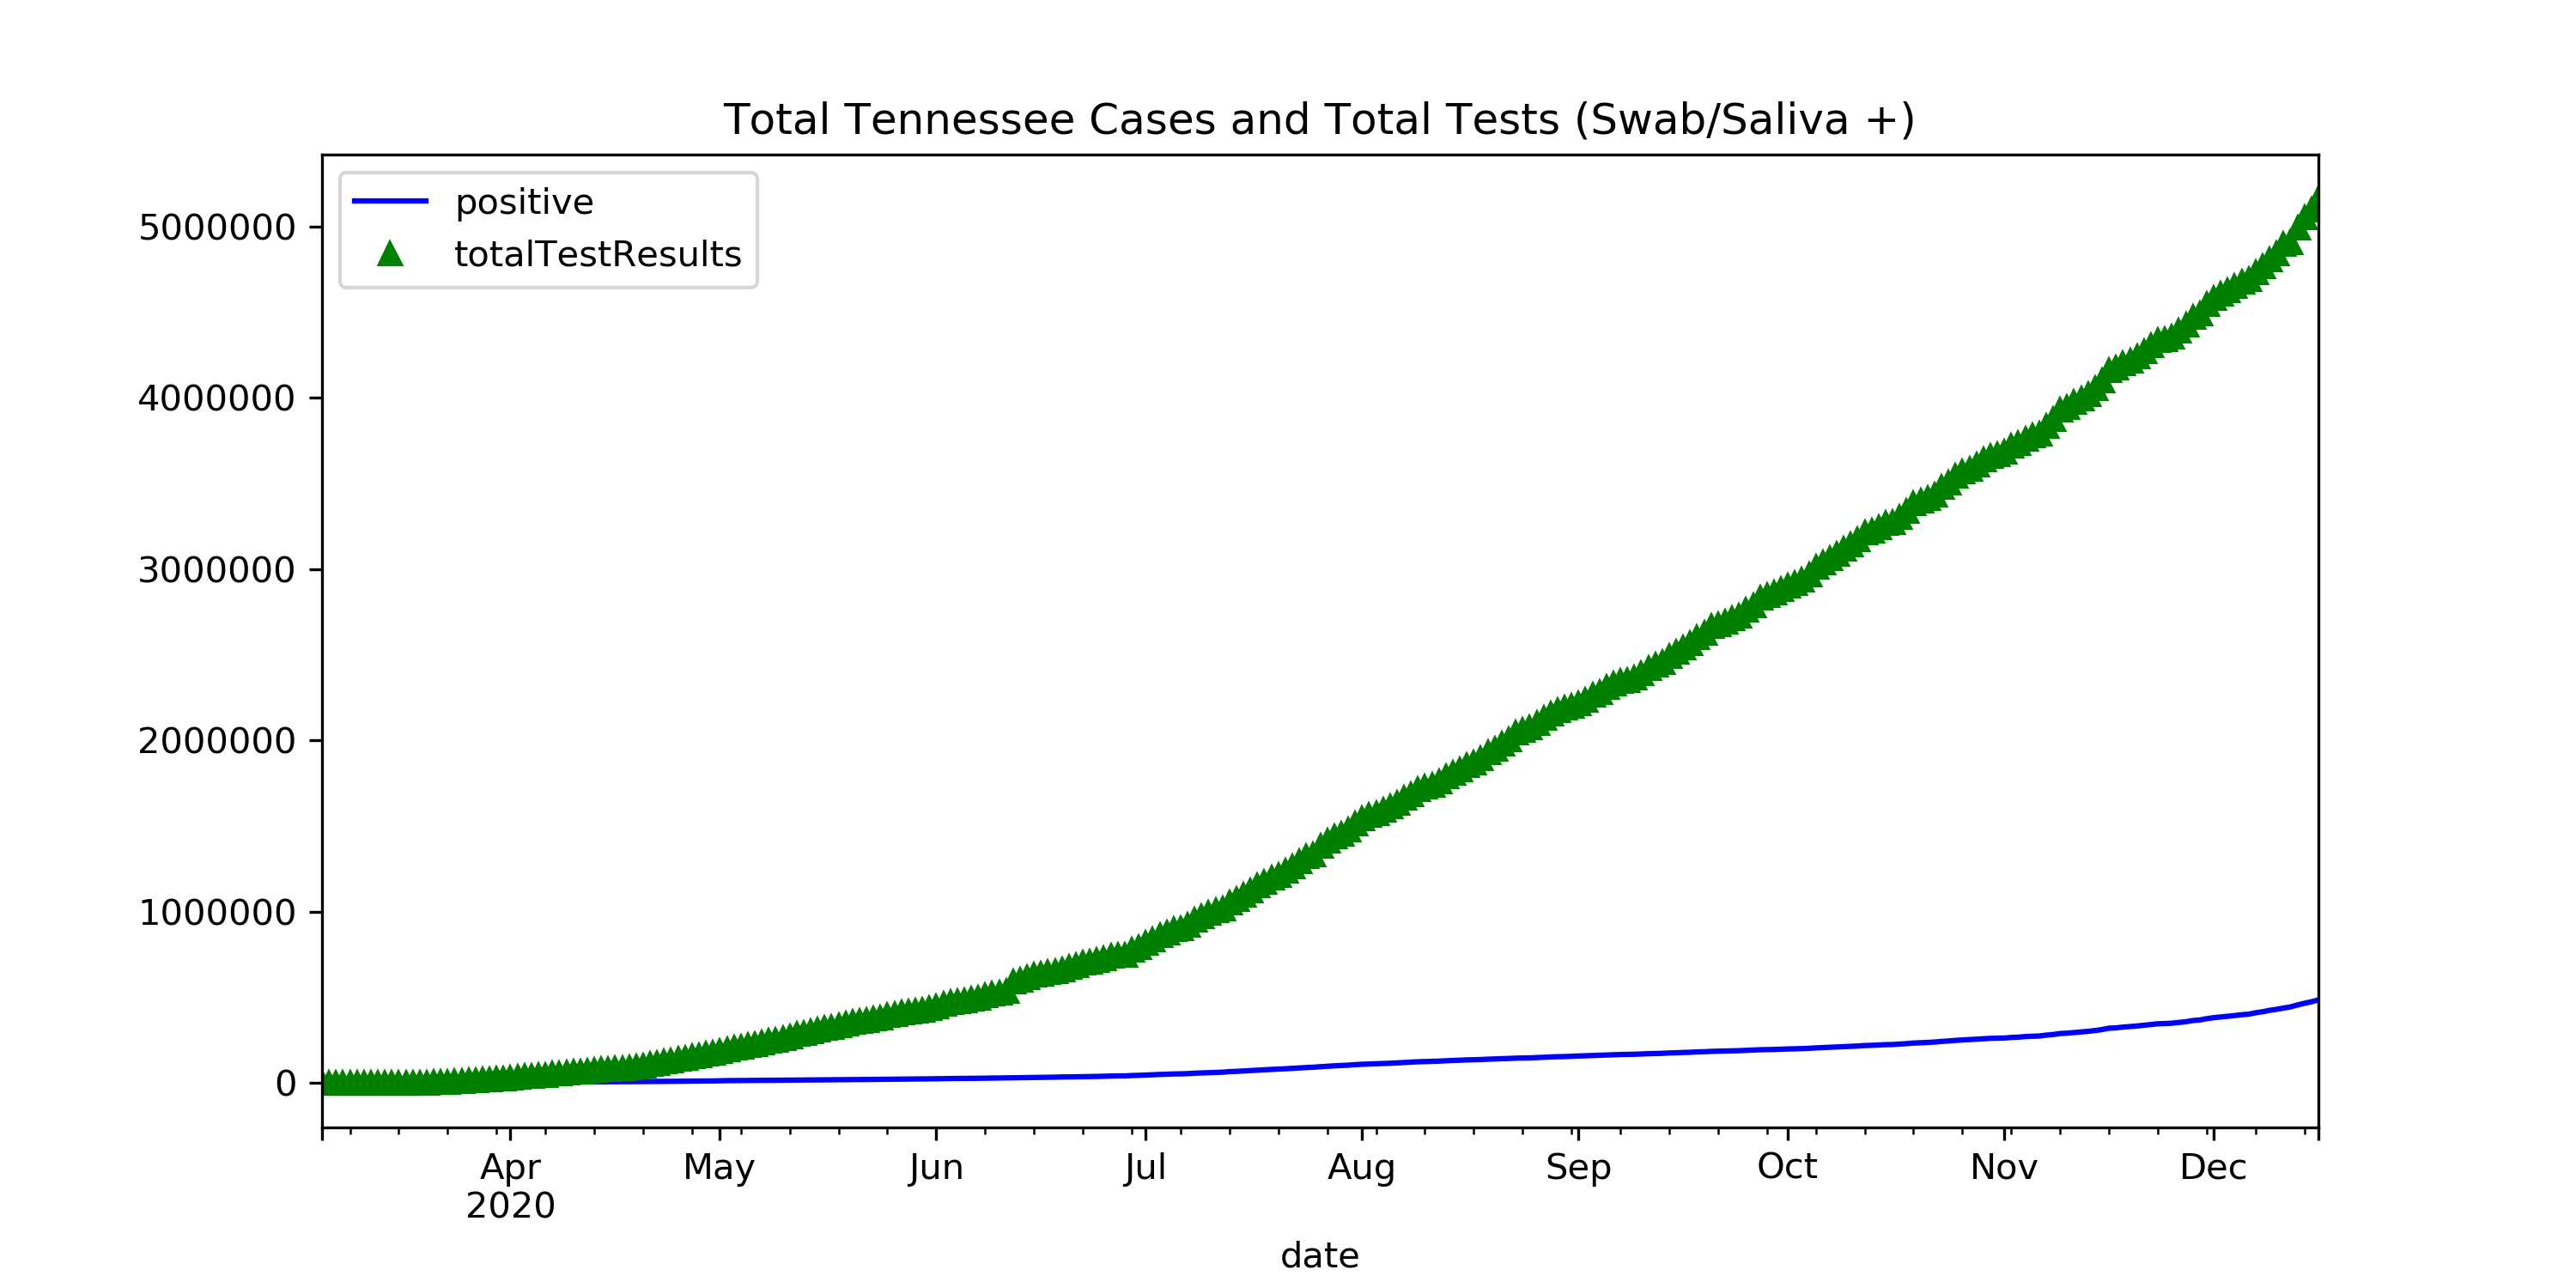 Total Tennessee Cases and Total Tests (Swab/Saliva +)
positive
totalTestResults
5000000
4000000
3000000
2000000
1000000
0
Apr May Jun Jul Aug Sep Oct Nov Dec
2020
date